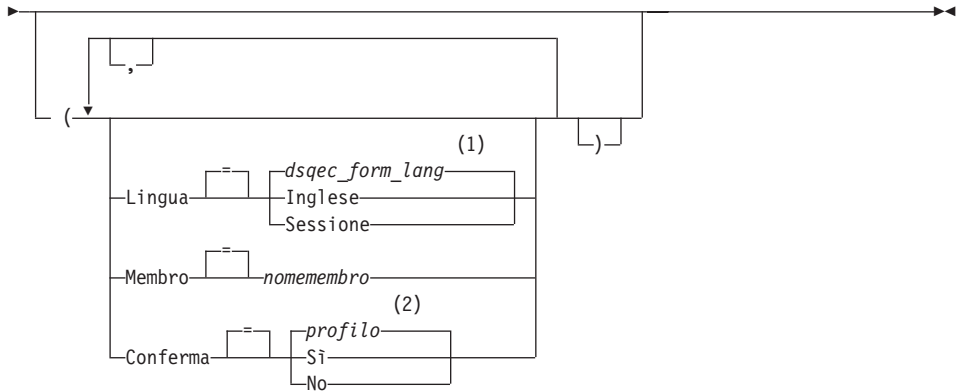 ,
(
)
(1)
= dsqec_form_lang
Lingua Inglese
Sessione
=
Membro nomemembro
(2)
= profilo
Conferma Sì
No